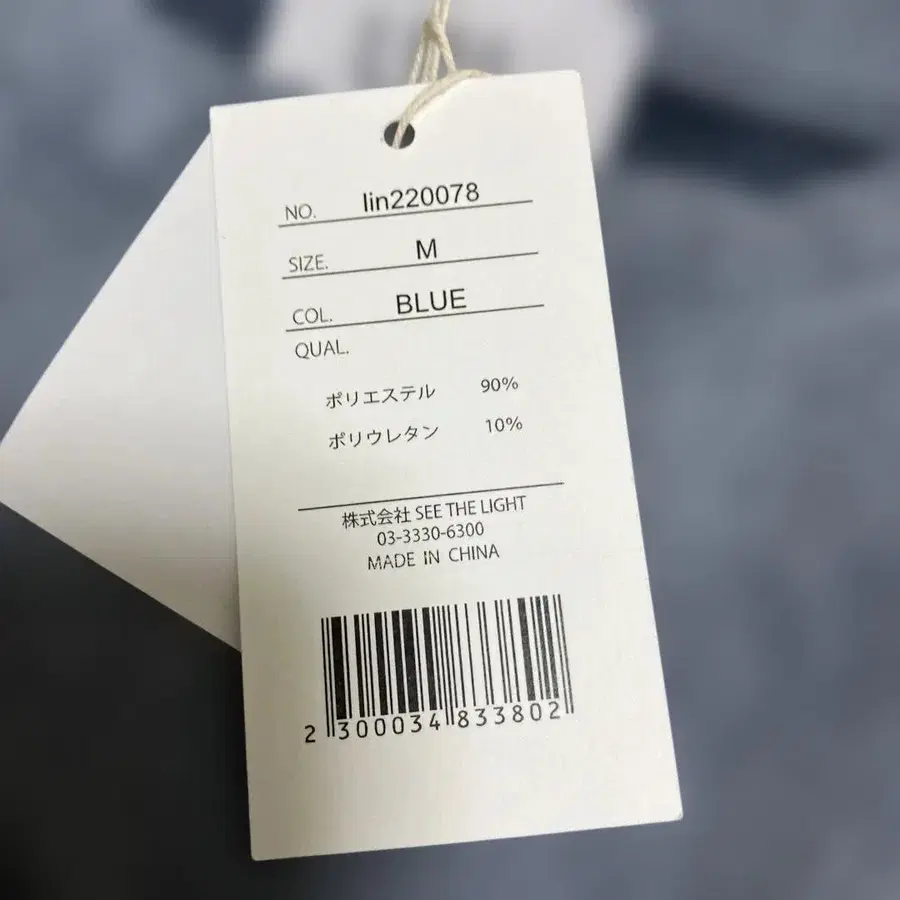 NO. lin220078
SIZE. M
COL. BLUE
QUAL.
ポリエステル 90%
ポリウレタン 10%
株式会社 SEE THE LIGHT
03-3330-6300
MADE IN CHINA
2 300034 833802